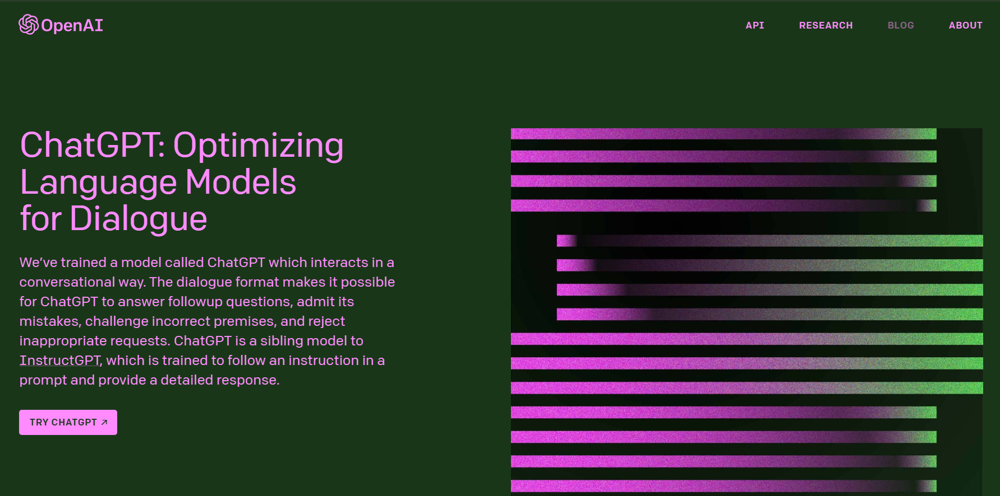 OpenAI
API RESEARCH BLOG ABOUT
ChatGPT: Optimizing
Language Models
for Dialogue
We’ve trained a model called ChatGPT which interacts in a
conversational way. The dialogue format makes it possible
for ChatGPT to answer followup questions, admit its
mistakes, challenge incorrect premises, and reject
inappropriate requests. ChatGPT is a sibling model to
InstructGPT, which is trained to follow an instruction in a
prompt and provide a detailed response.
TRY CHATGPT ↗